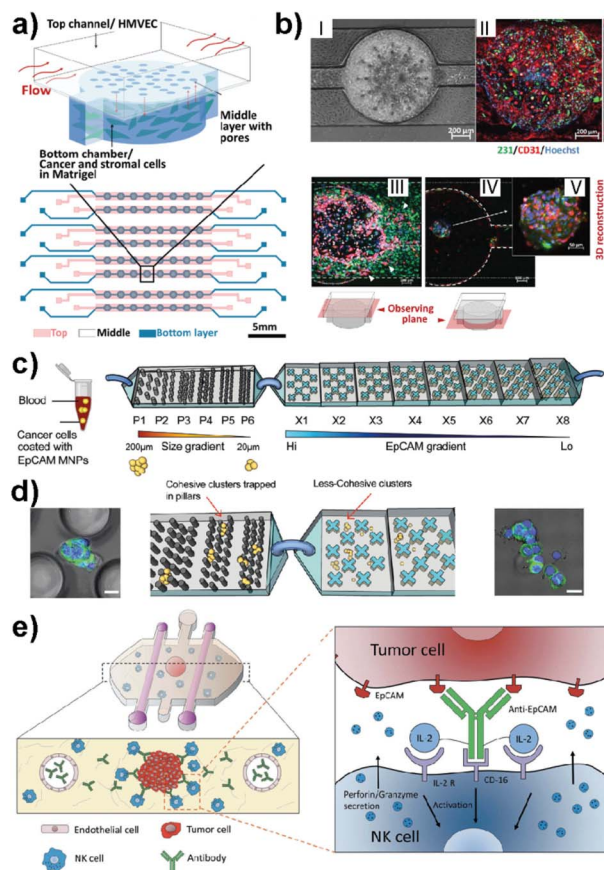 a)
Top channel/ HMVEC
Flow
Middle
layer with
pores
Bottom chamber/
Cancer and stromal cells
in Matrigel
Top
Middle
Bottom layer
5mm
b)
I
200 µm
II
200 µm
231/CD31/Hoechst
III
IV
V
50 µm
3D reconstruction
Observing
plane
c)
Blood
Cancer cells
coated with
EpCAM MNPs
P1 P2 P3 P4 P5 P6
200µm
Size gradient
20µm
X1 X2 X3 X4 X5 X6 X7 X8
Hi
EpCAM gradient
Lo
d)
Cohesive clusters trapped
in pillars
Less-Cohesive clusters
e)
Endothelial cell
Tumor cell
NK cell
Antibody
Tumor cell
EpCAM
Anti-EpCAM
IL-2
IL-2
IL-2 R
CD-16
Perforin/Granzyme
secretion
Activation
NK cell